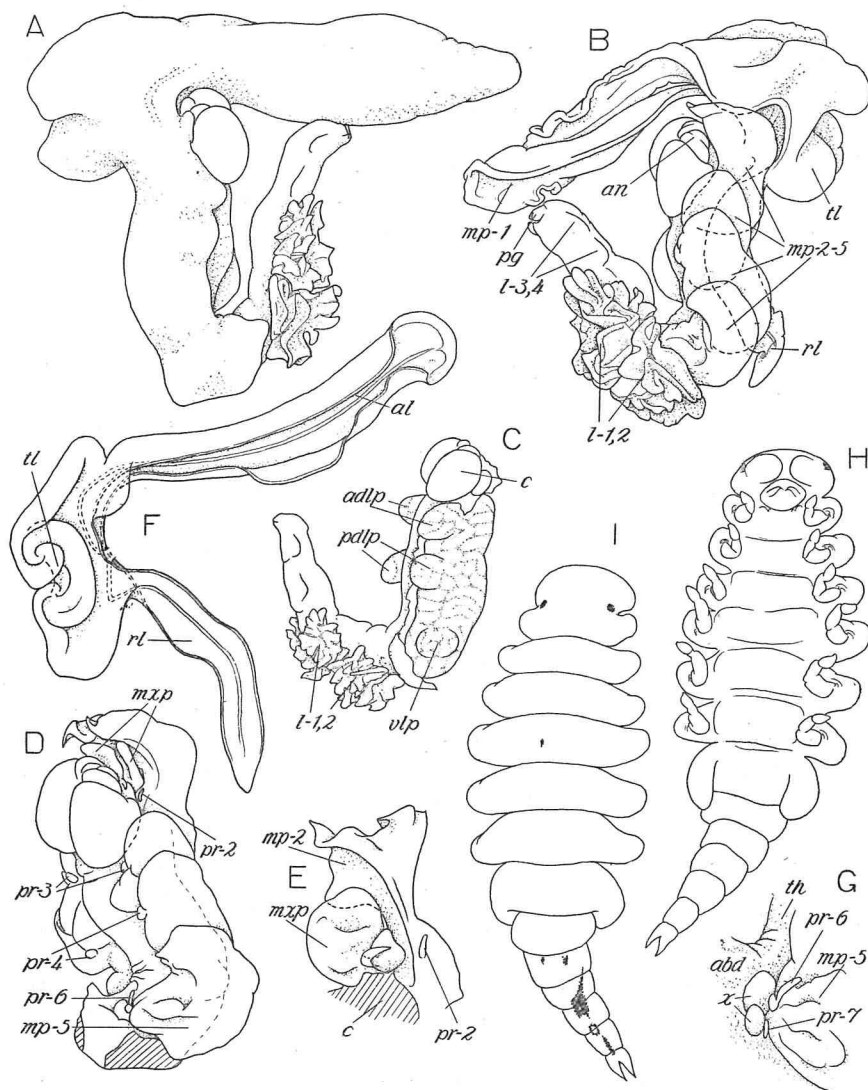 A
B
an
tl
mp-1
pg
l-3,4
mp-2-5
rl
l-1,2
al
C
c
adlp
pdlp
vlp
l-1,2
tl
F
rl
H
I
D
mxp
pr-2
pr-3
pr-4
pr-6
mp-5
mp-2
E
mxp
c
pr-2
G
th
pr-6
abd
mp-5
x
pr-7